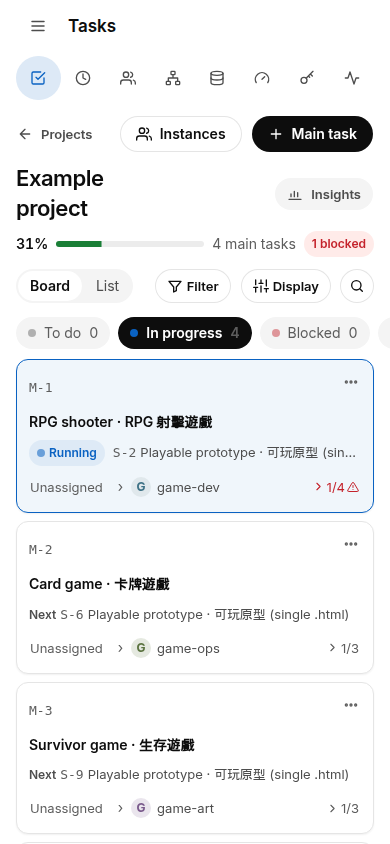 Tasks
Projects
Instances
Main task
Example project
Insights
31%
4 main tasks
1 blocked
Board
List
Filter
Display
To do 0
In progress 4
Blocked 0
M-1
RPG shooter · RPG 射擊遊戲
Running S-2 Playable prototype · 可玩原型 (sin...
Unassigned › G game-dev 1/4
M-2
Card game · 卡牌遊戲
Next S-6 Playable prototype · 可玩原型 (single .html)
Unassigned › G game-ops › 1/3
M-3
Survivor game · 生存遊戲
Next S-9 Playable prototype · 可玩原型 (single .html)
Unassigned › G game-art › 1/3